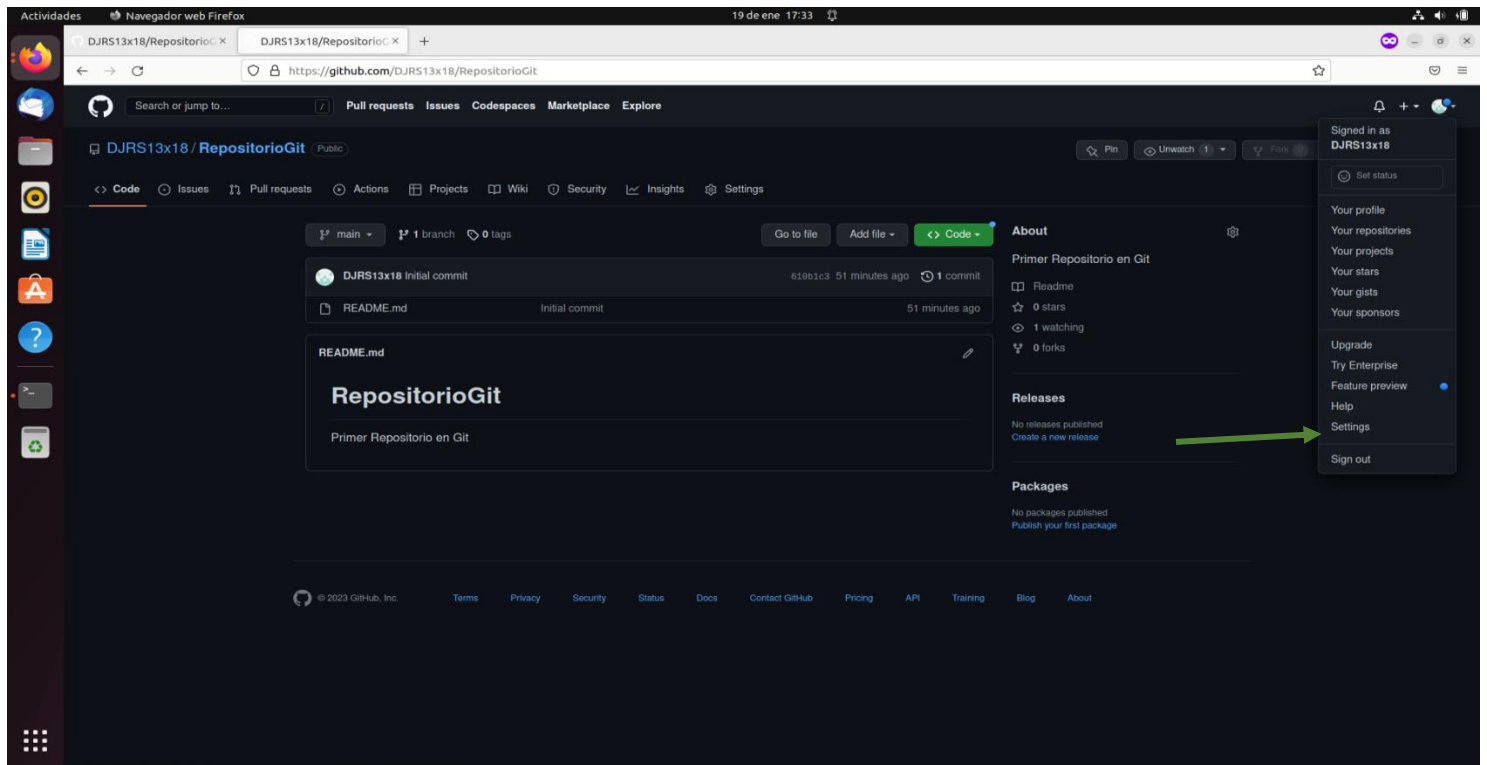 Actividades Navegador web Firefox 19 de ene 17:33
DJRS13x18/RepositorioG × DJRS13x18/RepositorioG × +
https://github.com/DJRS13x18/RepositorioGit
Search or jump to... / Pull requests Issues Codespaces Marketplace Explore
DJRS13x18 / RepositorioGit Public
Pin Unwatch 1 Fork
<> Code Issues Pull requests Actions Projects Wiki Security Insights Settings
main 1 branch 0 tags Go to file Add file <> Code
DJRS13x18 Initial commit 610b1c3 51 minutes ago 1 commit
README.md Initial commit 51 minutes ago
README.md
RepositorioGit
Primer Repositorio en Git
About
Primer Repositorio en Git
Readme
0 stars
1 watching
0 forks
Releases
No releases published
Create a new release
Packages
No packages published
Publish your first package
Signed in as
DJRS13x18
Set status
Your profile
Your repositories
Your projects
Your stars
Your gists
Your sponsors
Upgrade
Try Enterprise
Feature preview
Help
Settings
Sign out
© 2023 GitHub, Inc. Terms Privacy Security Status Docs Contact GitHub Pricing API Training Blog About